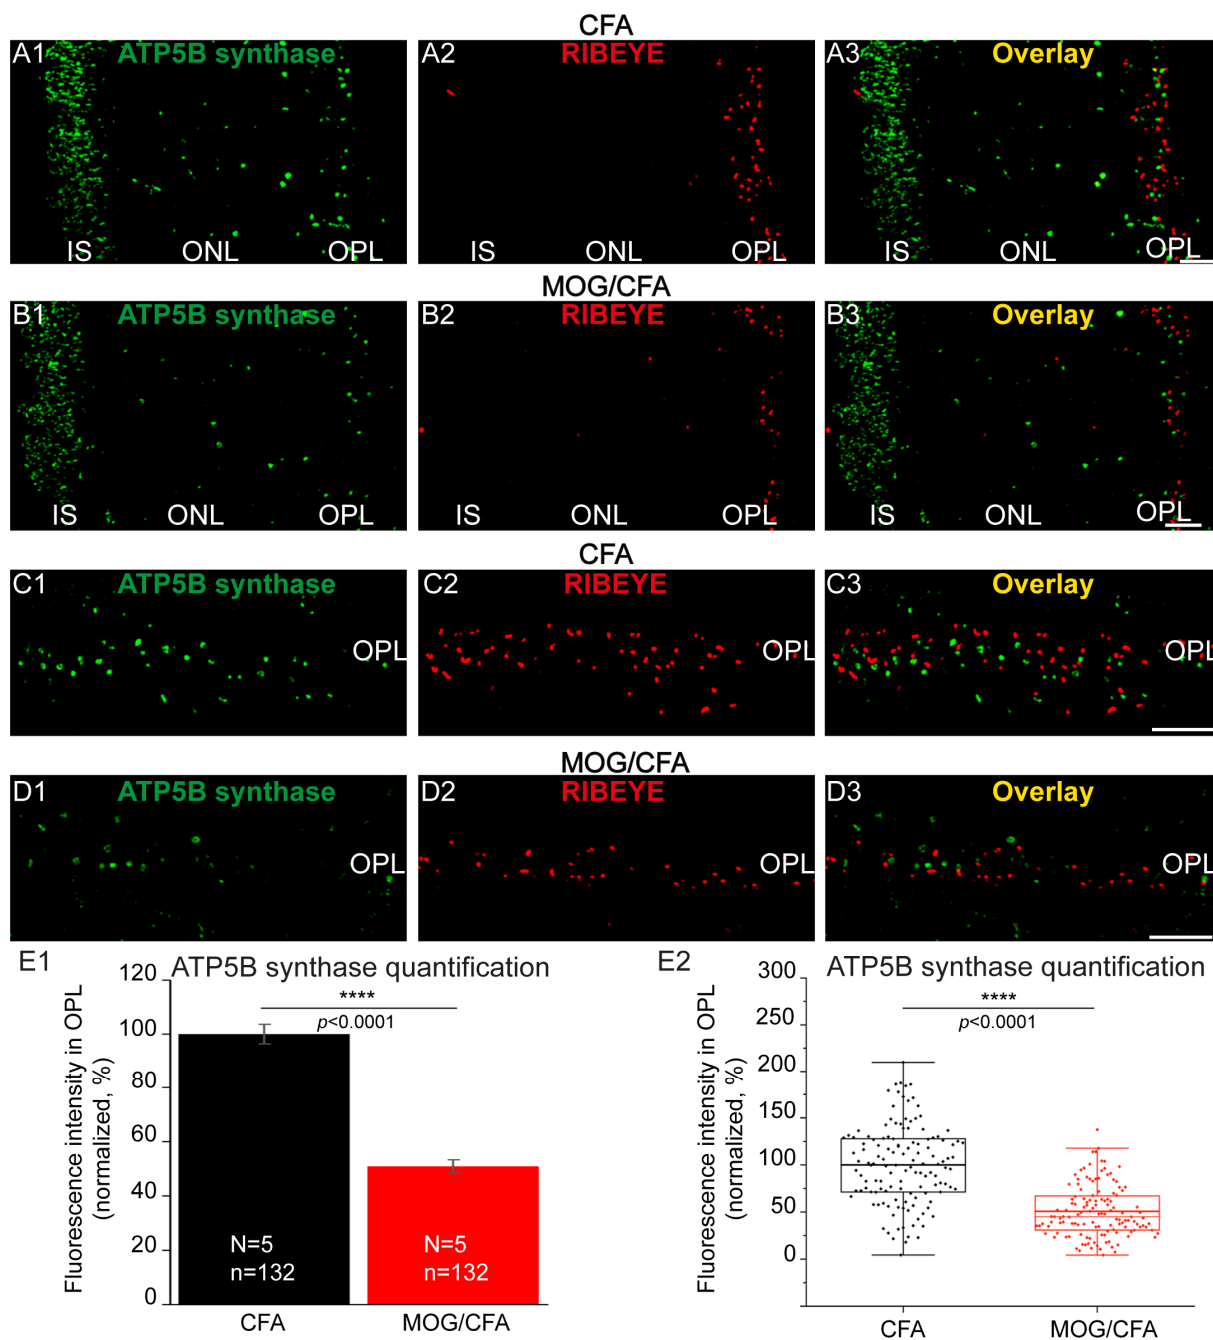 CFA
A1 ATP5B synthase
A2 RIBEYE
A3 Overlay
IS ONL OPL
IS ONL OPL
IS ONL OPL
MOG/CFA
B1 ATP5B synthase
B2 RIBEYE
B3 Overlay
IS ONL OPL
IS ONL OPL
IS ONL OPL
CFA
C1 ATP5B synthase
C2 RIBEYE
C3 Overlay
OPL
OPL
OPL
MOG/CFA
D1 ATP5B synthase
D2 RIBEYE
D3 Overlay
OPL
OPL
OPL
E1 ATP5B synthase quantification
Fluorescence intensity in OPL
(normalized, %)
120
100
80
60
40
20
0
****
p<0.0001
N=5
n=132
N=5
n=132
CFA
MOG/CFA
E2 ATP5B synthase quantification
Fluorescence intensity in OPL
(normalized, %)
300
250
200
150
100
50
0
****
p<0.0001
CFA
MOG/CFA